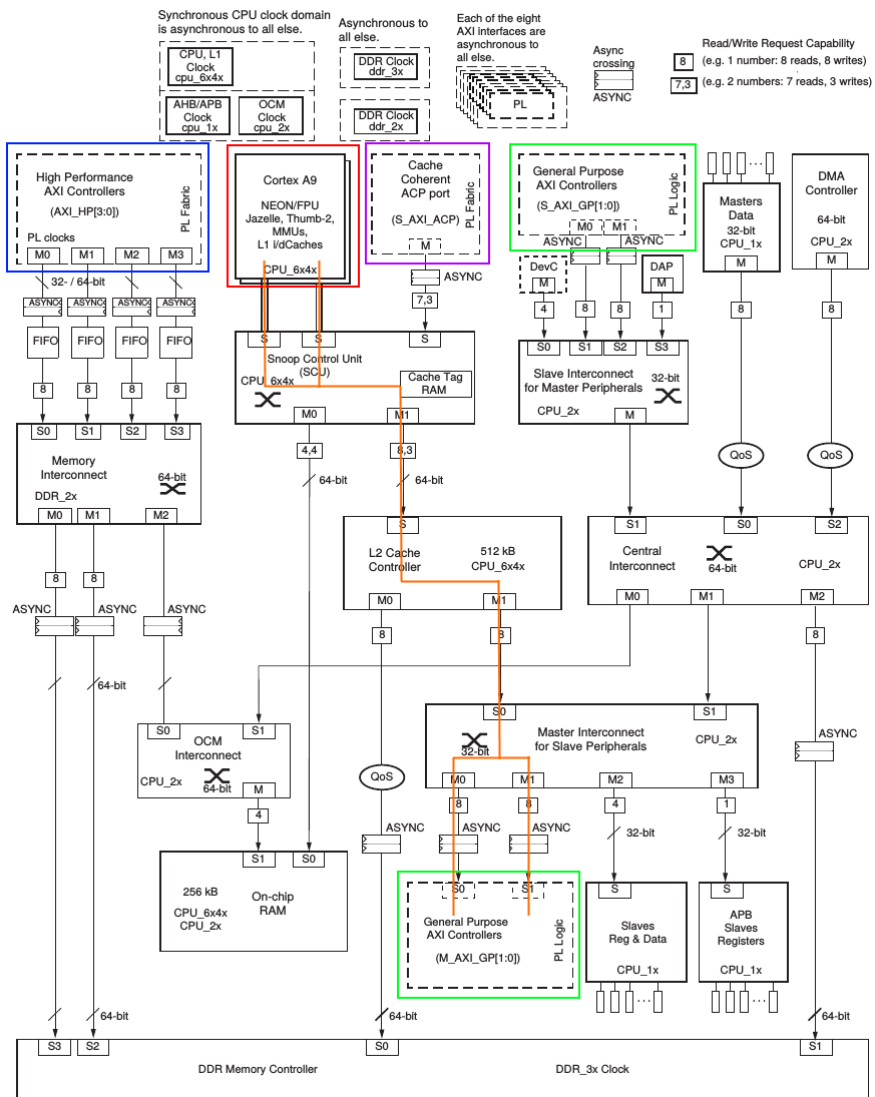 Synchronous CPU clock domain
is asynchronous to all else.
CPU, L1
Clock
cpu_6x4x
AHB/APB
Clock
cpu_1x
OCM
Clock
cpu_2x
Asynchronous to
all else.
DDR Clock
ddr_3x
DDR Clock
ddr_2x
Each of the eight
AXI interfaces are
asynchronous to
all else.
PL
Async
crossing
ASYNC
Read/Write Request Capability
8
(e.g. 1 number: 8 reads, 8 writes)
7,3
(e.g. 2 numbers: 7 reads, 3 writes)
High Performance
AXI Controllers
(AXI_HP[3:0])
PL Fabric
PL clocks
M0
M1
M2
M3
32- / 64-bit
ASYNC
ASYNC
ASYNC
ASYNC
FIFO
FIFO
FIFO
FIFO
8
8
8
8
Cortex A9
NEON/FPU
Jazelle, Thumb-2,
MMUs,
L1 i/dCaches
CPU_6x4x
Cache
Coherent
ACP port
(S_AXI_ACP)
PL Fabric
M
ASYNC
7,3
General Purpose
AXI Controllers
(S_AXI_GP[1:0])
PL Logic
M0
M1
ASYNC
ASYNC
DevC
M
DAP
M
4
8
8
1
Masters
Data
32-bit
CPU_1x
M
8
DMA
Controller
64-bit
CPU_2x
M
8
S
S
S
Snoop Control Unit
(SCU)
CPU_6x4x
Cache Tag
RAM
M0
M1
4,4
8,3
64-bit
64-bit
S0
S1
S2
S3
Slave Interconnect
for Master Peripherals
32-bit
CPU_2x
M
QoS
QoS
S0
S1
S2
S3
Memory
Interconnect
64-bit
DDR_2x
M0
M1
M2
8
8
ASYNC
ASYNC
ASYNC
64-bit
S
L2 Cache
Controller
512 kB
CPU_6x4x
M0
M1
8
8
S1
S0
S2
Central
Interconnect
64-bit
CPU_2x
M0
M1
M2
8
S0
S1
OCM
Interconnect
CPU_2x
64-bit
M
4
QoS
S0
S1
Master Interconnect
for Slave Peripherals
32-bit
CPU_2x
M0
M1
M2
M3
8
8
4
1
ASYNC
ASYNC
ASYNC
ASYNC
32-bit
32-bit
S1
S0
256 kB
On-chip
RAM
CPU_6x4x
CPU_2x
S0
S1
General Purpose
AXI Controllers
(M_AXI_GP[1:0])
PL Logic
S
Slaves
Reg & Data
CPU_1x
S
APB
Slaves
Registers
CPU_1x
64-bit
64-bit
64-bit
S3
S2
S0
S1
DDR Memory Controller
DDR_3x Clock